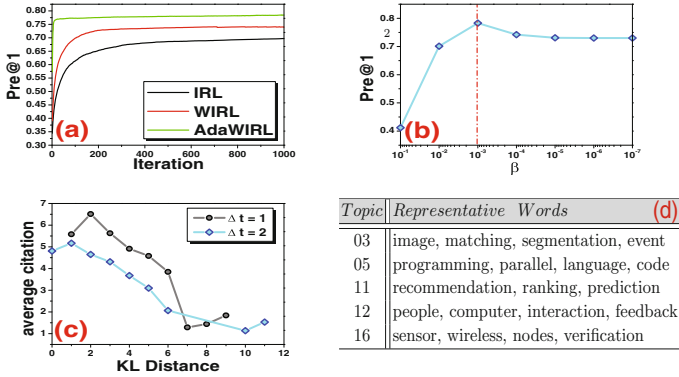 Pre@1
0.80
0.75
0.70
0.65
0.60
0.55
0.50
0.45
0.40
0.35
0.30
(a)
IRL
WIRL
AdaWIRL
0 200 400 600 800 1000
Iteration
Pre@1
0.8
2
0.7
0.6
0.4
(b)
10⁻¹ 10⁻² 10⁻³ 10⁻⁴ 10⁻⁵ 10⁻⁶ 10⁻⁷
β
average citation
7
6
5
4
3
2
1
(c)
Δ t = 1
Δ t = 2
0 2 4 6 8 10 12
KL Distance
Topic Representative Words (d)
03 image, matching, segmentation, event
05 programming, parallel, language, code
11 recommendation, ranking, prediction
12 people, computer, interaction, feedback
16 sensor, wireless, nodes, verification